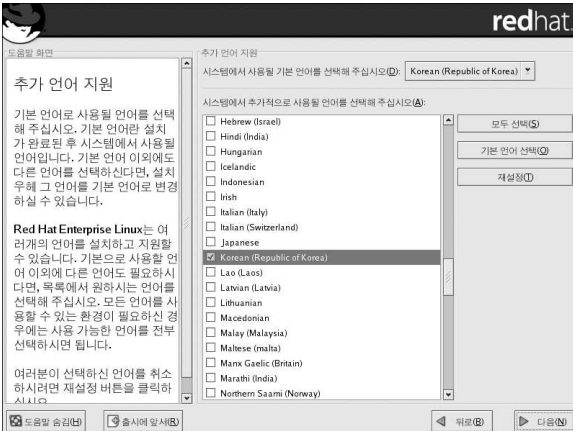 redhat.
도움말 화면
추가 언어 지원
기본 언어로 사용될 언어를 선택
해 주십시오. 기본 언어란 설치
가 완료된 후 시스템에서 사용될
언어입니다. 기본 언어 이외에도
다른 언어를 선택하신다면, 설치
우헤 그 언어를 기본 언어로 변경
하실 수 있습니다.
Red Hat Enterprise Linux는 여
러개의 언어를 설치하고 지원할
수 있습니다. 기본으로 사용할 언
어 이외에 다른 언어도 필요하시
다면, 목록에서 원하시는 언어를
선택해 주십시오. 모든 언어를 사
용할 수 있는 환경이 필요하신 경
우에는 사용 가능한 언어를 전부
선택하시면 됩니다.
여러분이 선택하신 언어를 취소
하시려면 재설정 버튼을 클릭하
십시오
추가 언어 지원
시스템에서 사용될 기본 언어를 선택해 주십시오(D): Korean (Republic of Korea)
시스템에서 추가적으로 사용될 언어를 선택해 주십시오(A):
Hebrew (Israel)
Hindi (India)
Hungarian
Icelandic
Indonesian
Irish
Italian (Italy)
Italian (Switzerland)
Japanese
Korean (Republic of Korea)
Lao (Laos)
Latvian (Latvia)
Lithuanian
Macedonian
Malay (Malaysia)
Maltese (malta)
Manx Gaelic (Britain)
Marathi (India)
Northern Saami (Norway)
모두 선택(S)
기본 언어 선택(O)
재설정(T)
도움말 숨김(H)
출시에 앞서(R)
뒤로(B)
다음(N)